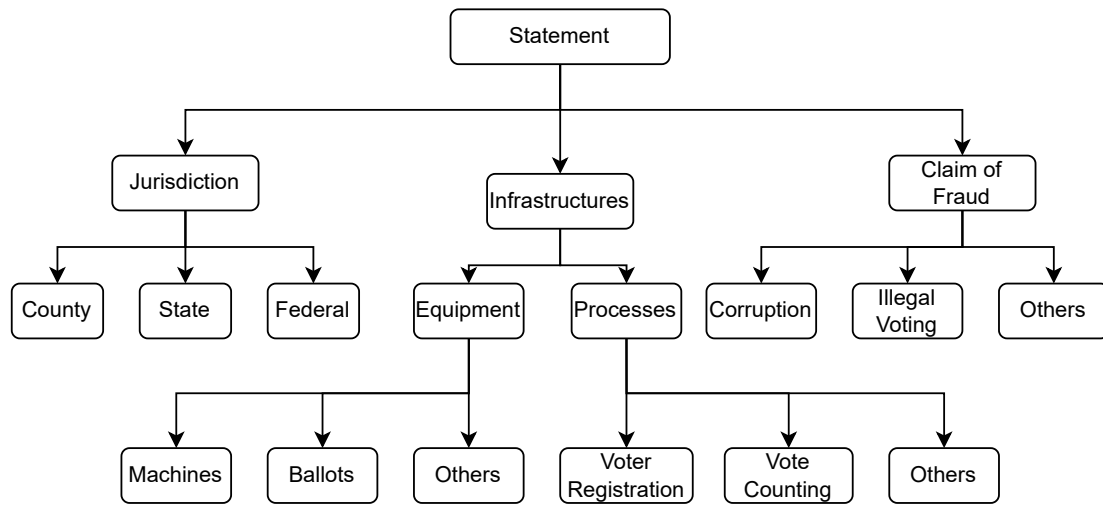 Statement
Jurisdiction
Infrastructures
Claim of
Fraud
County
State
Federal
Equipment
Processes
Corruption
Illegal
Voting
Others
Machines
Ballots
Others
Voter
Registration
Vote
Counting
Others